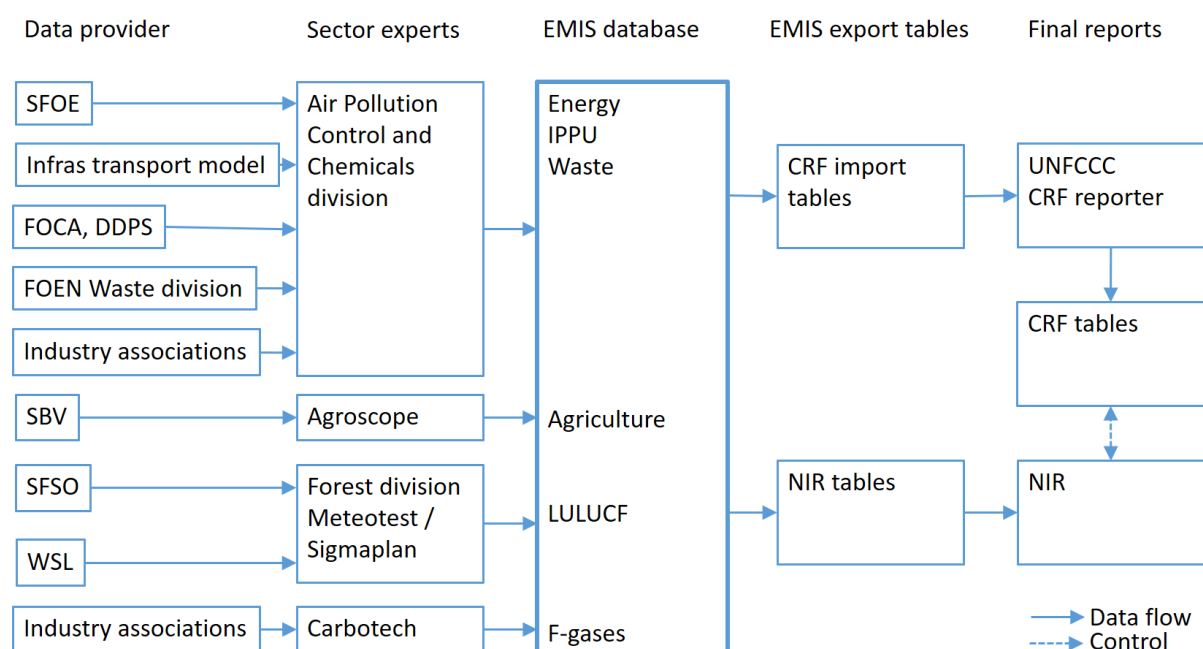 Data provider
Sector experts
EMIS database
EMIS export tables
Final reports
SFOE
Infras transport model
FOCA, DDPS
FOEN Waste division
Industry associations
SBV
SFSO
WSL
Industry associations
Air Pollution
Control and
Chemicals
division
Agroscope
Forest division
Meteotest /
Sigmaplan
Carbotech
Energy
IPPU
Waste
Agriculture
LULUCF
F-gases
CRF import
tables
NIR tables
UNFCCC
CRF reporter
CRF tables
NIR
Data flow
Control